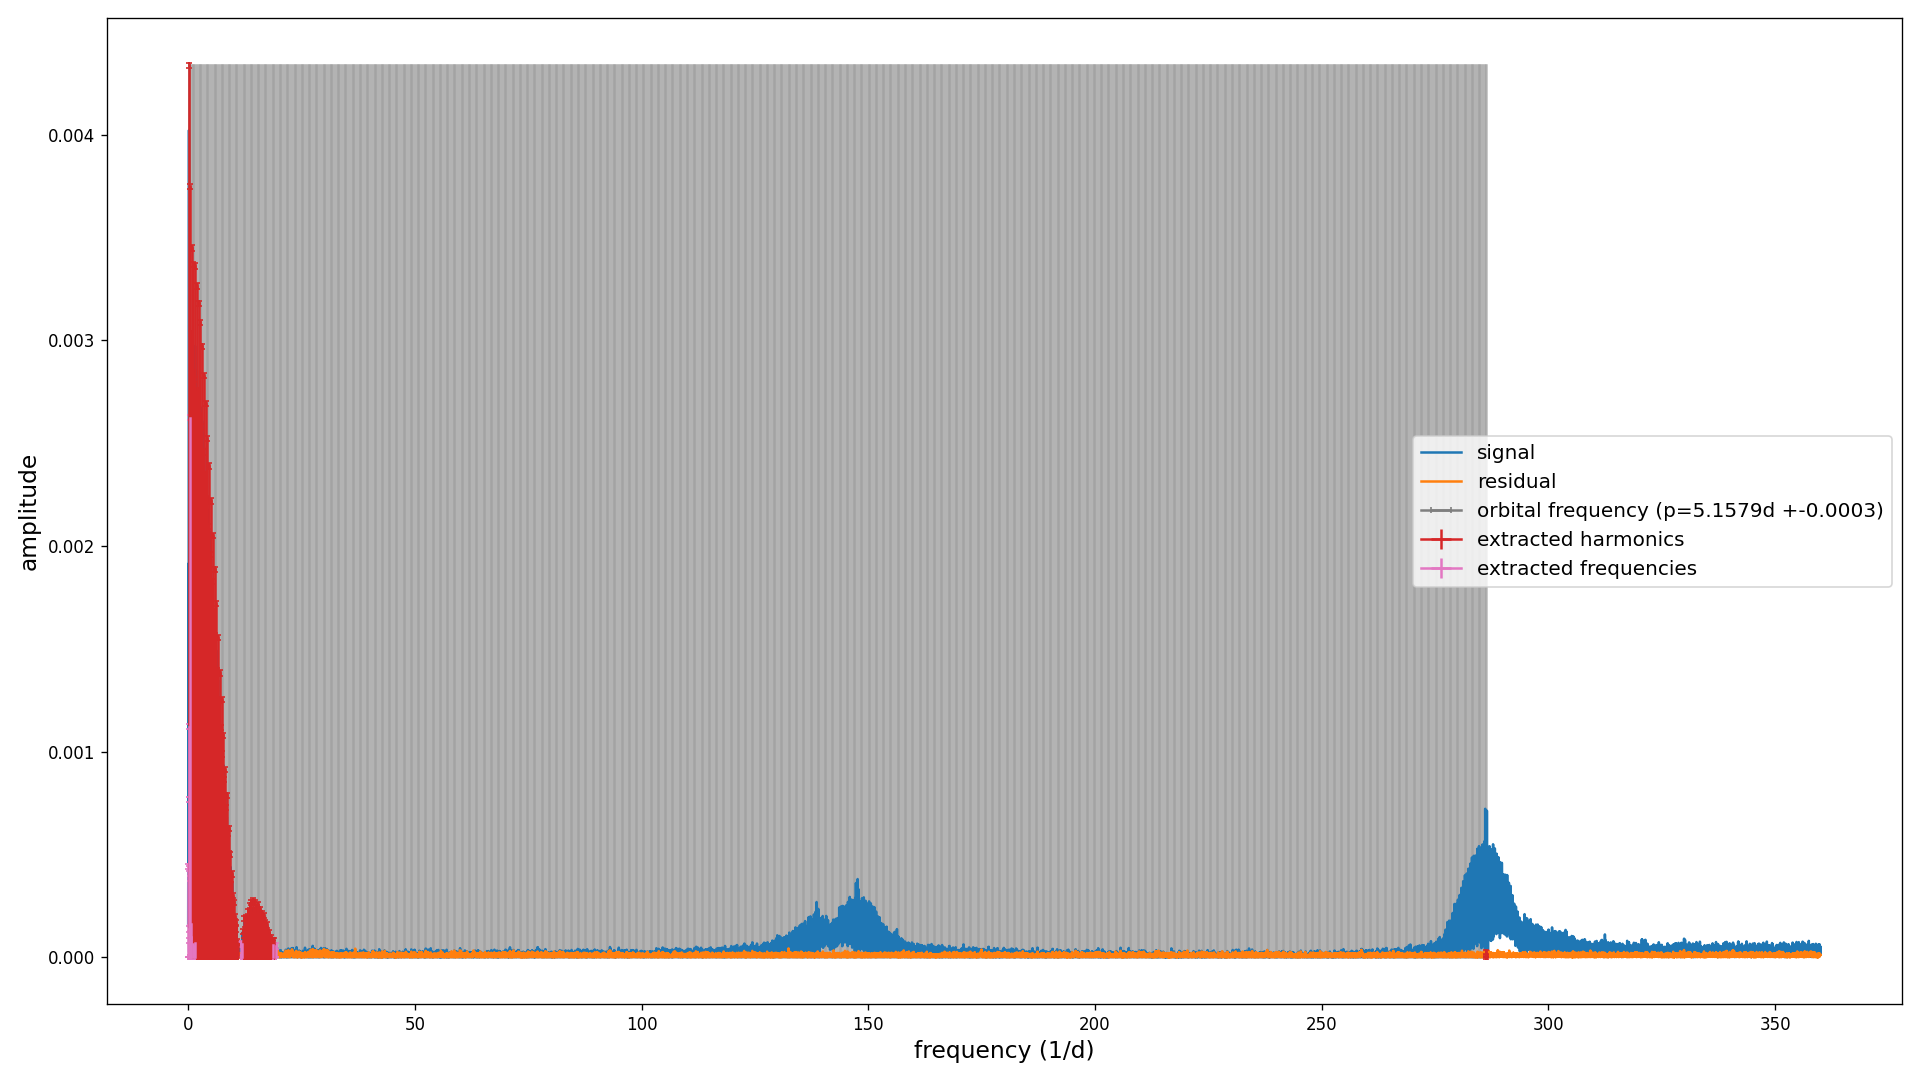 0.004
0.003
0.002
0.001
0.000
amplitude
signal
residual
orbital frequency (p=5.1579d +-0.0003)
extracted harmonics
extracted frequencies
0 50 100 150 200 250 300 350
frequency (1/d)